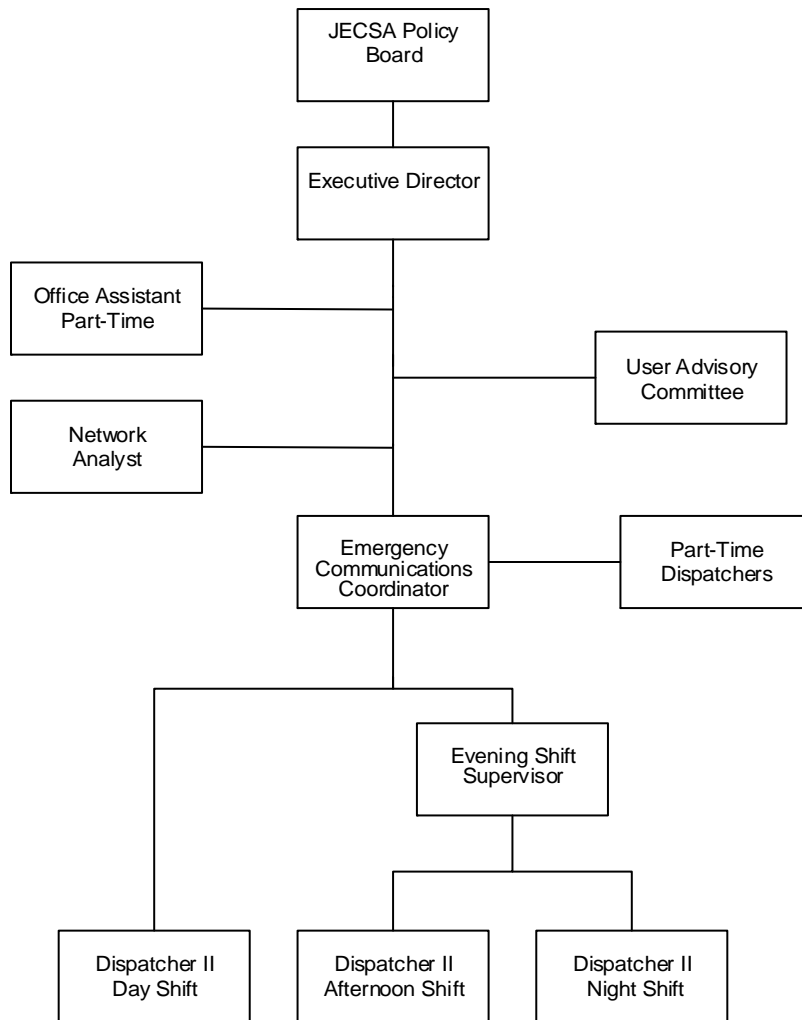 JECSA Policy
Board
Executive Director
Office Assistant
Part-Time
User Advisory
Committee
Network
Analyst
Emergency
Communications
Coordinator
Part-Time
Dispatchers
Evening Shift
Supervisor
Dispatcher II
Day Shift
Dispatcher II
Afternoon Shift
Dispatcher II
Night Shift